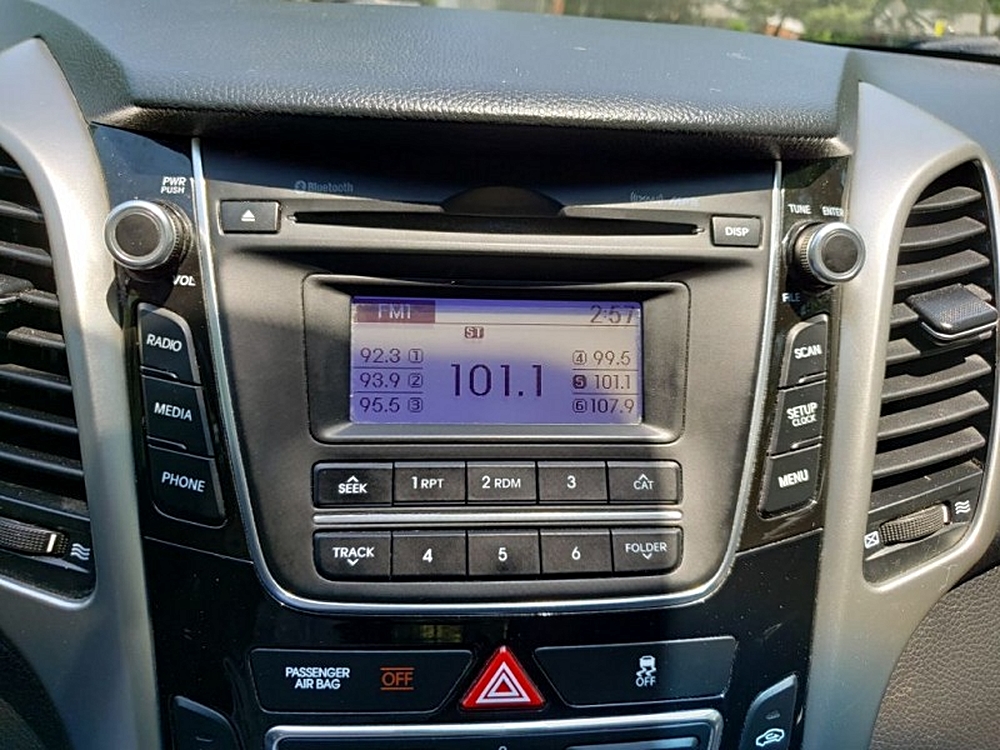 PWR
PUSH
Bluetooth
TUNE ENTER
DISP
VOL
FILE
FM1 2:57
ST
92.3 1
93.9 2
95.5 3
101.1
4 99.5
5 101.1
6 107.9
RADIO
MEDIA
PHONE
SCAN
SETUP
CLOCK
MENU
SEEK 1 RPT 2 RDM 3 CAT
TRACK 4 5 6 FOLDER
PASSENGER
AIR BAG OFF
OFF